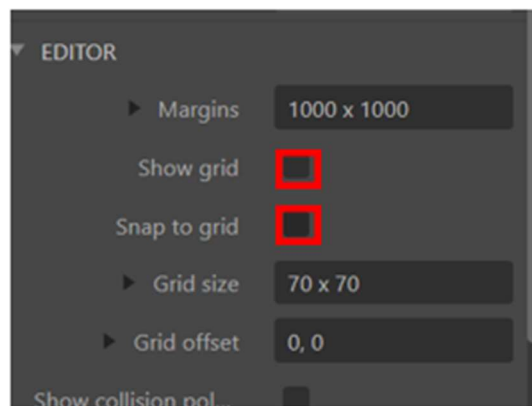 EDITOR
Margins 1000 x 1000
Show grid
Snap to grid
Grid size 70 x 70
Grid offset 0, 0
Show collision pol...